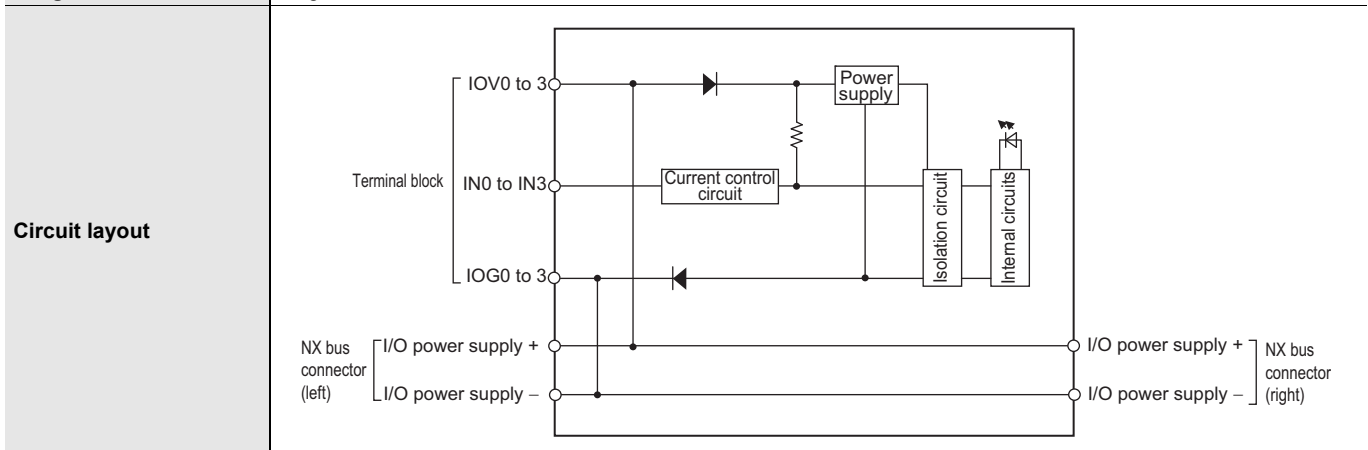 Circuit layout
Terminal block
IOV0 to 3
IN0 to IN3
IOG0 to 3
Current control
circuit
Power
supply
Isolation circuit
Internal circuits
NX bus
connector
(left)
I/O power supply +
I/O power supply –
I/O power supply +
I/O power supply –
NX bus
connector
(right)